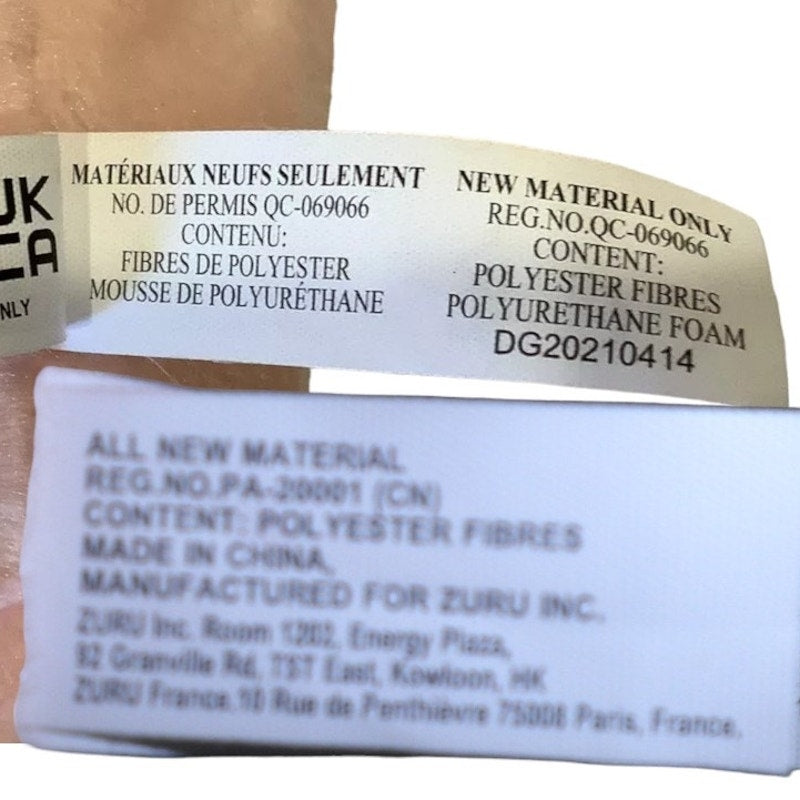 UK
CA
NLY
MATÉRIAUX NEUFS SEULEMENT
NO. DE PERMIS QC-069066
CONTENU:
FIBRES DE POLYESTER
MOUSSE DE POLYURÉTHANE
NEW MATERIAL ONLY
REG.NO.QC-069066
CONTENT:
POLYESTER FIBRES
POLYURETHANE FOAM
DG20210414
ALL NEW MATERIAL
REG.NO.PA-20001 (CN)
CONTENT: POLYESTER FIBRES
MADE IN CHINA,
MANUFACTURED FOR ZURU INC.
ZURU Inc. Room 1202, Energy Plaza,
92 Granville Rd, TST East, Kowloon, HK
ZURU France,10 Rue de Penthièvre 75008 Paris, France.